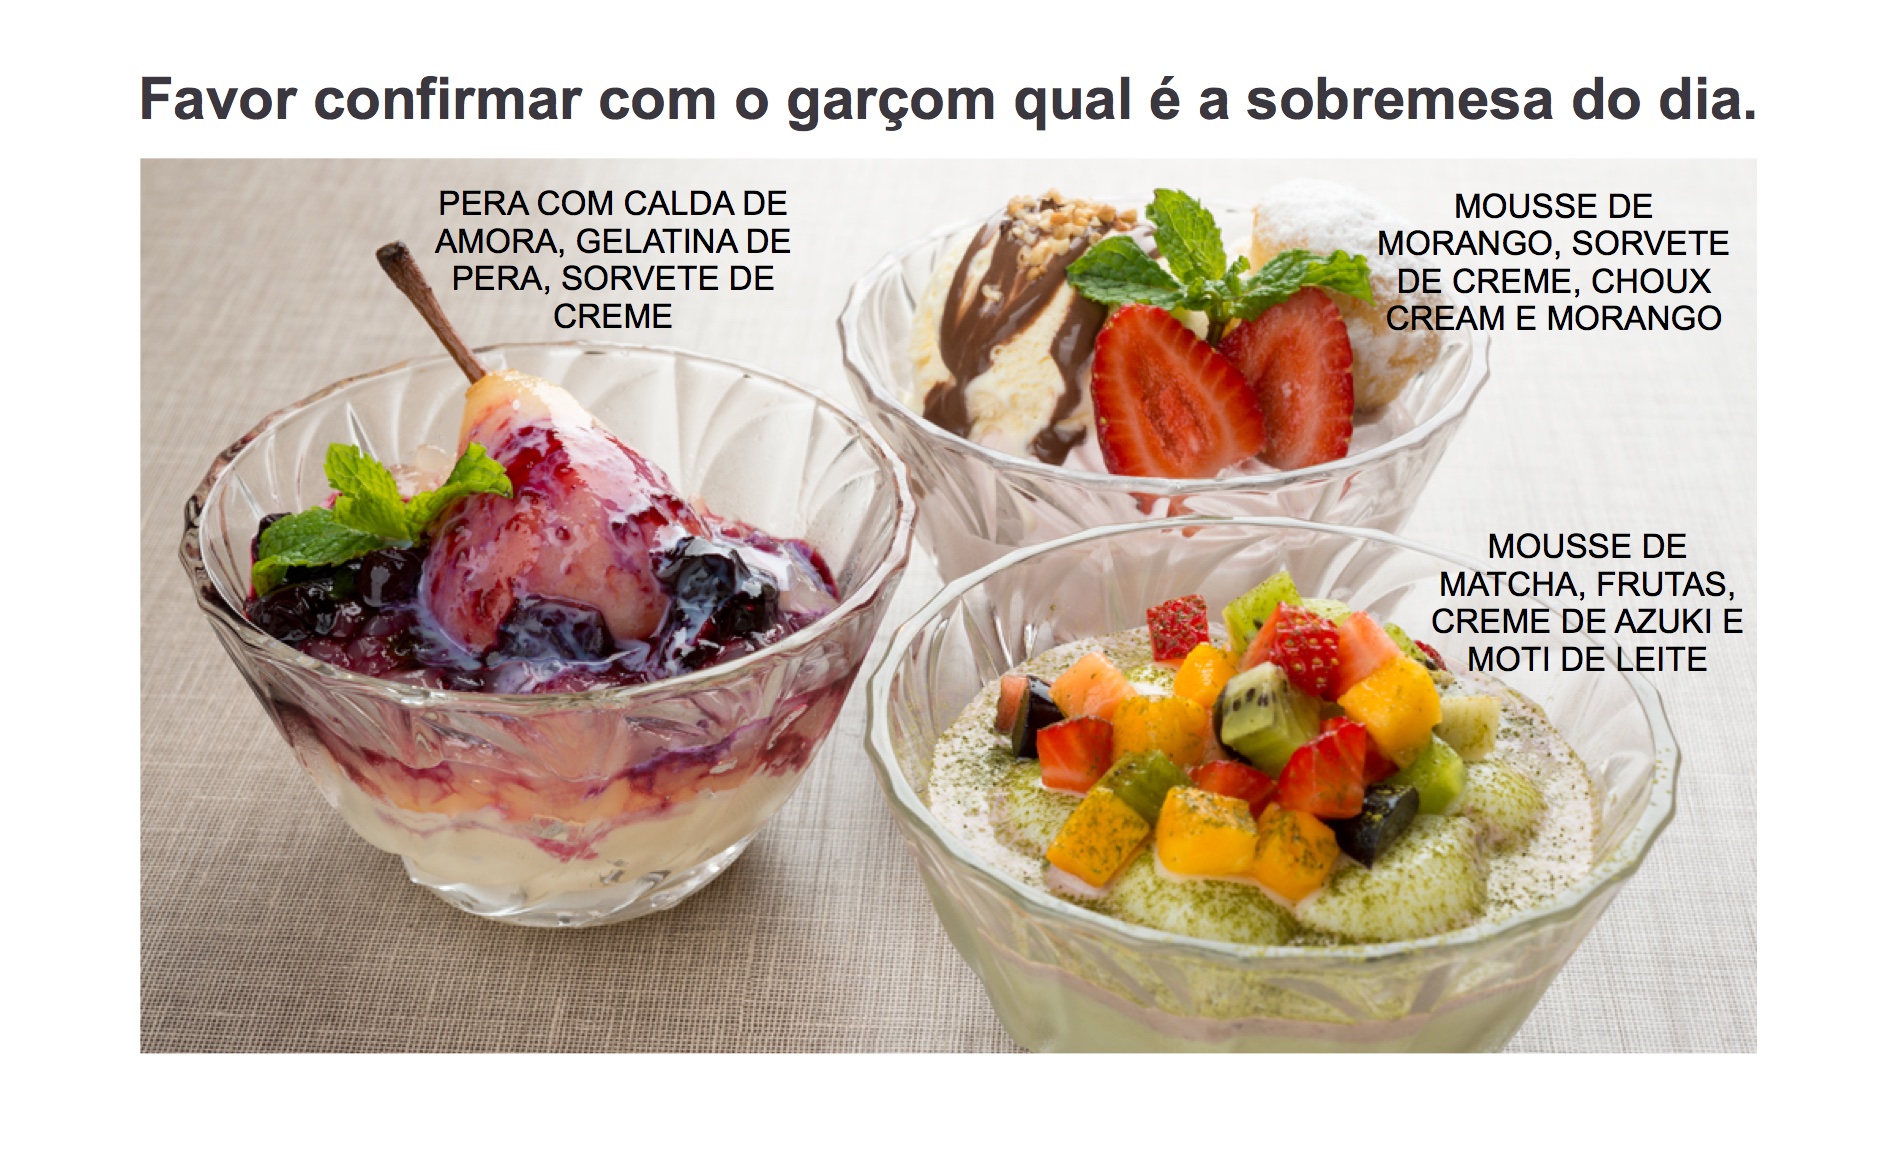 Favor confirmar com o garçom qual é a sobremesa do dia.
PERA COM CALDA DE
AMORA, GELATINA DE
PERA, SORVETE DE
CREME
MOUSSE DE
MORANGO, SORVETE
DE CREME, CHOUX
CREAM E MORANGO
MOUSSE DE
MATCHA, FRUTAS,
CREME DE AZUKI E
MOTI DE LEITE